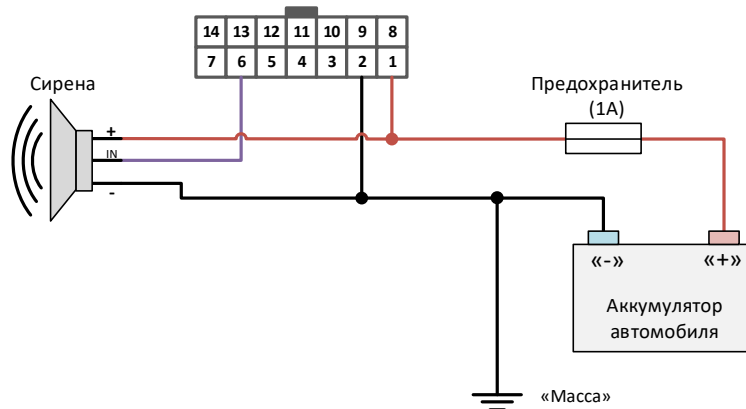 14 13 12 11 10 9 8
7 6 5 4 3 2 1
Сирена
Предохранитель
(1А)
+
IN
-
«-» «+»
Аккумулятор
автомобиля
«Масса»